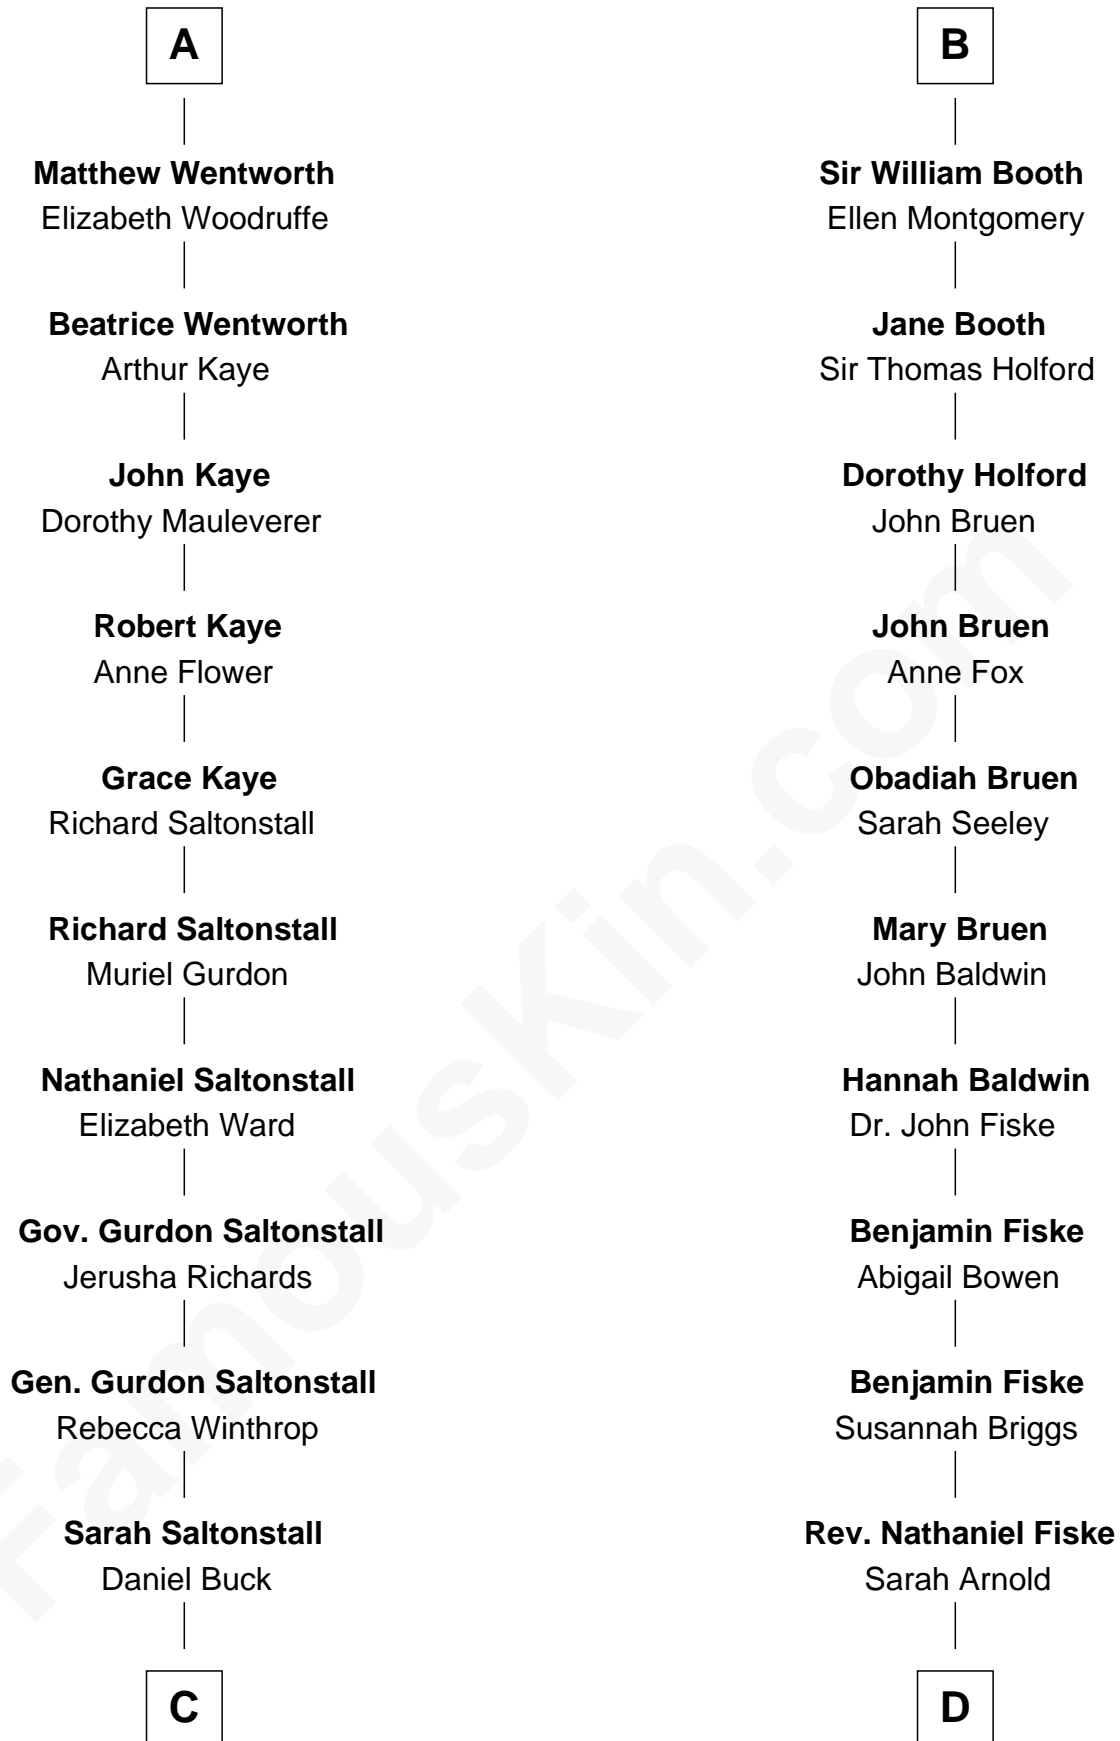 A
Matthew Wentworth
Elizabeth Woodruffe
Beatrice Wentworth
Arthur Kaye
John Kaye
Dorothy Mauleverer
Robert Kaye
Anne Flower
Grace Kaye
Richard Saltonstall
Richard Saltonstall
Muriel Gurdon
Nathaniel Saltonstall
Elizabeth Ward
Gov. Gurdon Saltonstall
Jerusha Richards
Gen. Gurdon Saltonstall
Rebecca Winthrop
Sarah Saltonstall
Daniel Buck
C
B
Sir William Booth
Ellen Montgomery
Jane Booth
Sir Thomas Holford
Dorothy Holford
John Bruen
John Bruen
Anne Fox
Obadiah Bruen
Sarah Seeley
Mary Bruen
John Baldwin
Hannah Baldwin
Dr. John Fiske
Benjamin Fiske
Abigail Bowen
Benjamin Fiske
Susannah Briggs
Rev. Nathaniel Fiske
Sarah Arnold
D
FamousKin.com